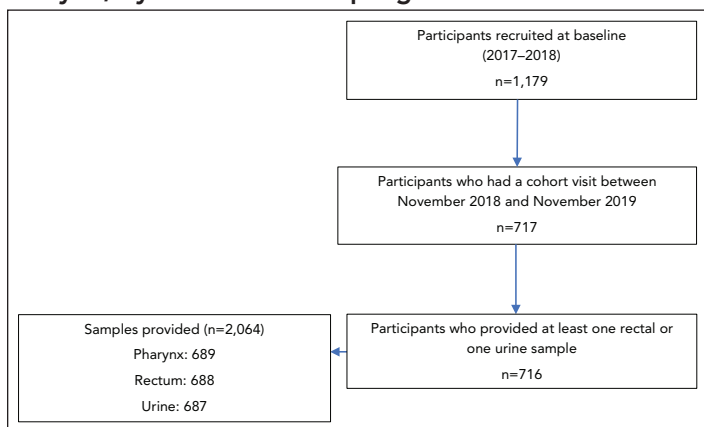 Participants recruited at baseline
(2017–2018)
n=1,179
Participants who had a cohort visit between
November 2018 and November 2019
n=717
Participants who provided at least one rectal or
one urine sample
n=716
Samples provided (n=2,064)
Pharynx: 689
Rectum: 688
Urine: 687